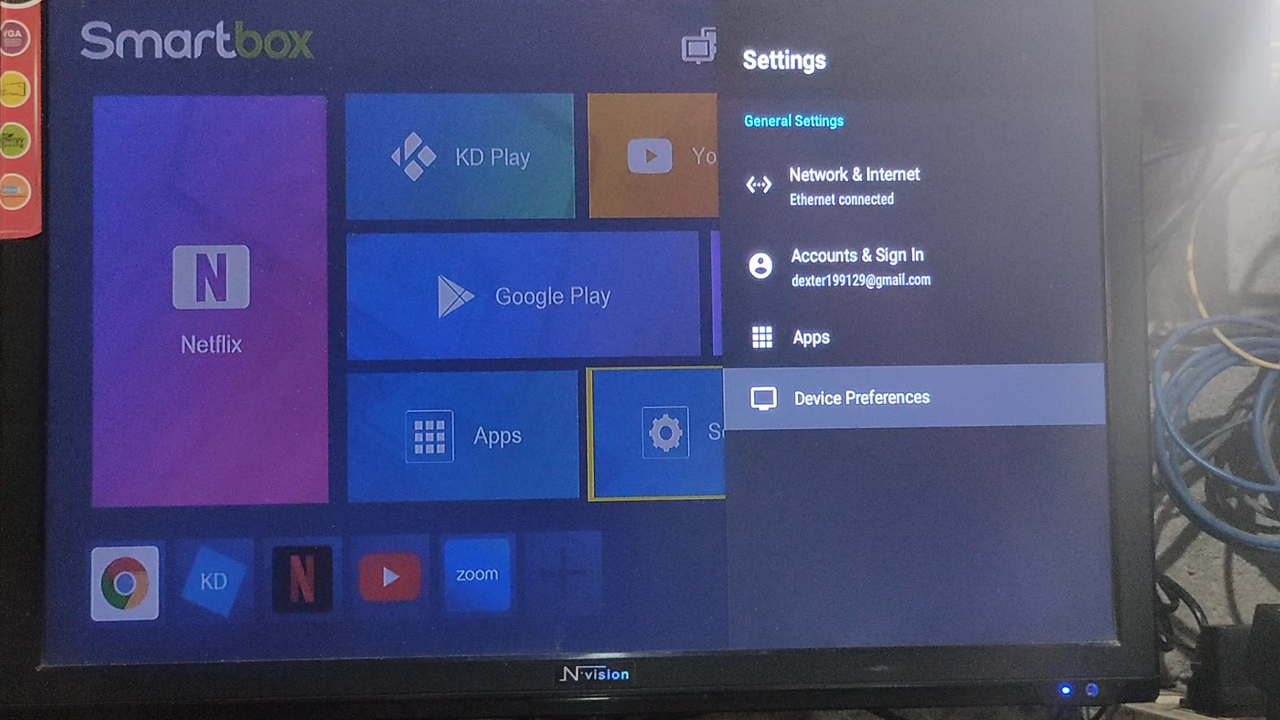 Smartbox
Settings
General Settings
Network & Internet
Ethernet connected
Accounts & Sign In
dexter199129@gmail.com
Apps
Device Preferences
KD Play
Yo
N
Netflix
Google Play
Apps
S
KD
N
zoom
N·vision